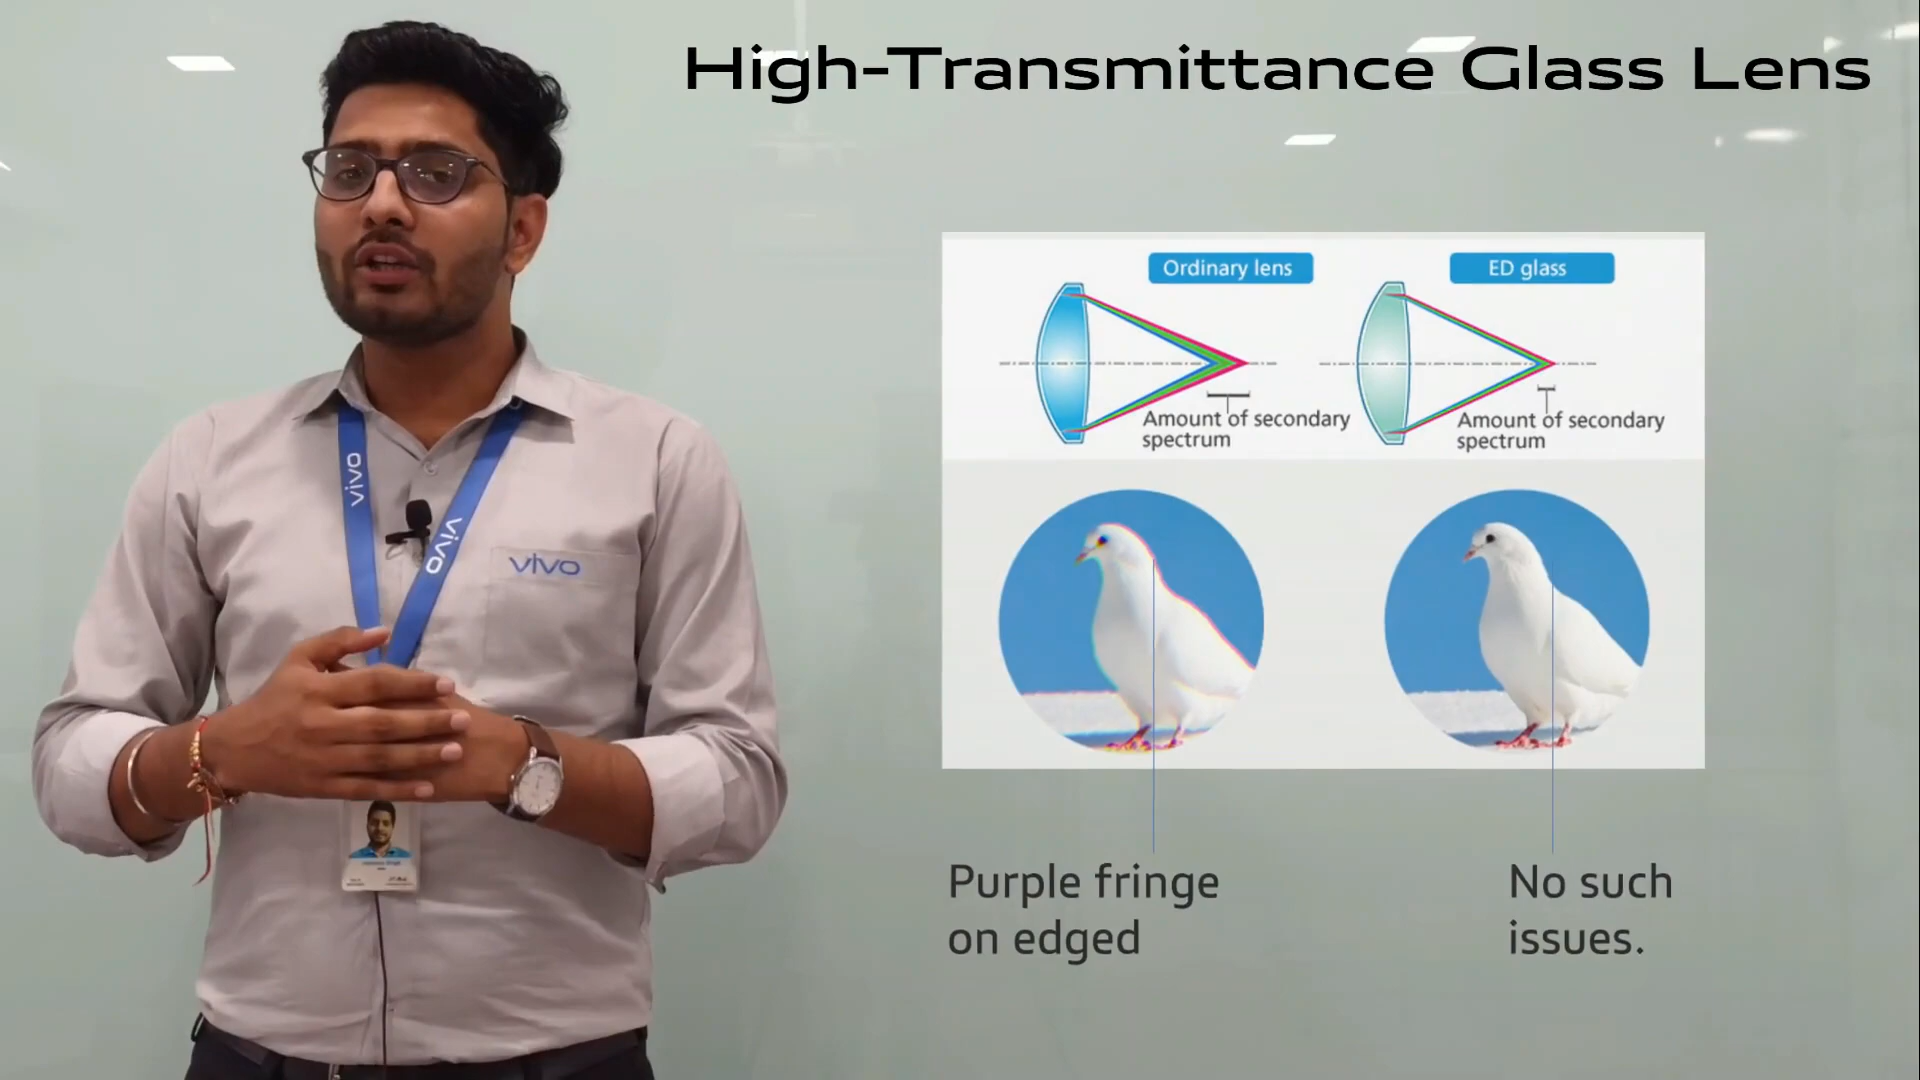 High-Transmittance Glass Lens
Ordinary lens
ED glass
Amount of secondary
spectrum
Amount of secondary
spectrum
vivo
vivo
vivo
Purple fringe
on edged
No such
issues.